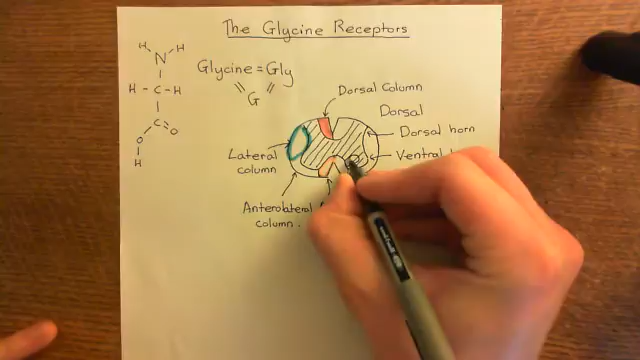 The Glycine Receptors
H H
N
H - C - H
C
O
O
H
Glycine = Gly
G
Dorsal Column
Dorsal
Dorsal horn
Ventral
Lateral
column
Anterolateral
column.